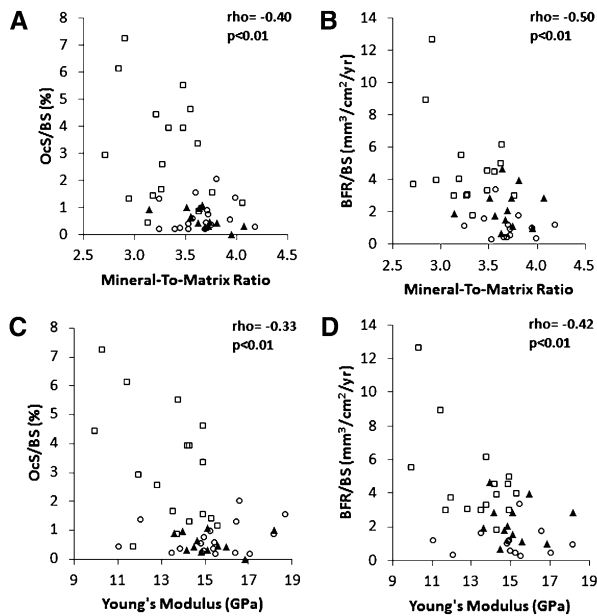 A
rho= -0.40
p<0.01
OcS/BS (%)
8
7
6
5
4
3
2
1
0
2.5 3.0 3.5 4.0 4.5
Mineral-To-Matrix Ratio
B
rho= -0.50
p<0.01
BFR/BS (mm³/cm²/yr)
14
12
10
8
6
4
2
0
2.5 3.0 3.5 4.0 4.5
Mineral-To-Matrix Ratio
C
rho= -0.33
p<0.01
OcS/BS (%)
8
7
6
5
4
3
2
1
0
9 11 13 15 17 19
Young's Modulus (GPa)
D
rho= -0.42
p<0.01
BFR/BS (mm³/cm²/yr)
14
12
10
8
6
4
2
0
9 11 13 15 17 19
Young's Modulus (GPa)